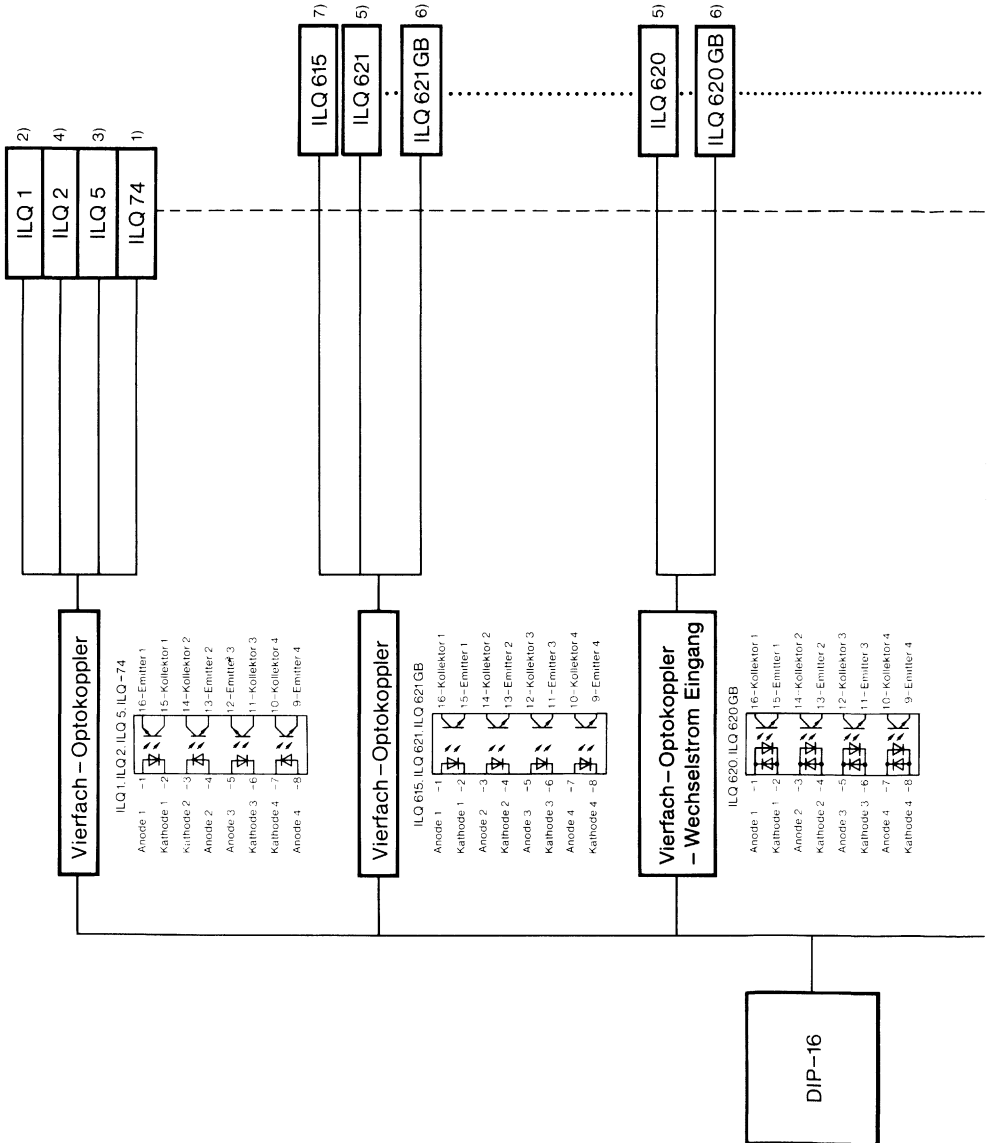 ILQ 1 2)
ILQ 2 4)
ILQ 5 3)
ILQ 74 1)
ILQ 615 7)
ILQ 621 5)
ILQ 621 GB 6)
ILQ 620 5)
ILQ 620 GB 6)
Vierfach–Optokoppler
ILQ 1, ILQ 2, ILQ 5, ILQ–74
Anode 1 –1 16–Emitter 1
Kathode 1 –2 15–Kollektor 1
Kathode 2 –3 14–Kollektor 2
Anode 2 –4 13–Emitter 2
Anode 3 –5 12–Emitter 3
Kathode 3 –6 11–Kollektor 3
Kathode 4 –7 10–Kollektor 4
Anode 4 –8 9–Emitter 4
Vierfach–Optokoppler
ILQ 615, ILQ 621, ILQ 621 GB
Anode 1 –1 16–Kollektor 1
Kathode 1 –2 15–Emitter 1
Anode 2 –3 14–Kollektor 2
Kathode 2 –4 13–Emitter 2
Anode 3 –5 12–Kollektor 3
Kathode 3 –6 11–Emitter 3
Anode 4 –7 10–Kollektor 4
Kathode 4 –8 9–Emitter 4
Vierfach–Optokoppler
– Wechselstrom Eingang
ILQ 620, ILQ 620 GB
Anode 1 –1 16–Kollektor 1
Kathode 1 –2 15–Emitter 1
Anode 2 –3 14–Kollektor 2
Kathode 2 –4 13–Emitter 2
Anode 3 –5 12–Kollektor 3
Kathode 3 –6 11–Emitter 3
Anode 4 –7 10–Kollektor 4
Kathode 4 –8 9–Emitter 4
DIP–16